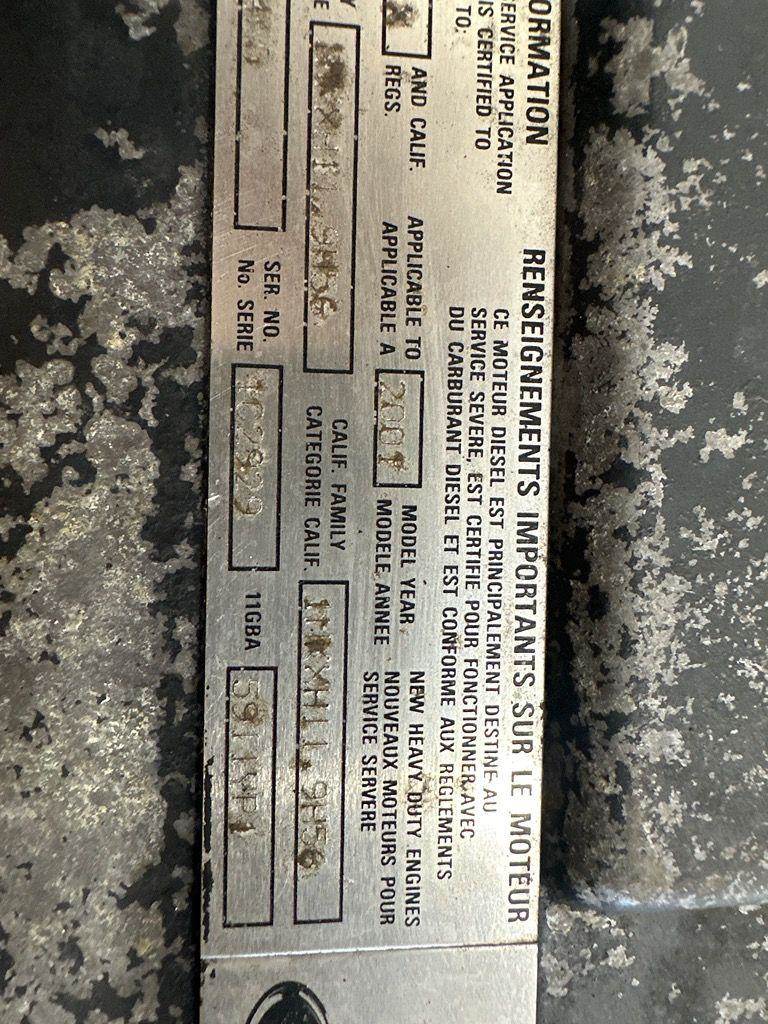 ORMATION
RENSEIGNEMENTS IMPORTANTS SUR LE MOTEUR
SERVICE APPLICATION
IS CERTIFIED TO
TO:
CE MOTEUR DIESEL EST PRINCIPALEMENT DESTINE AU
SERVICE SEVERE, EST CERTIFIE POUR FONCTIONNER AVEC
DU CARBURANT DIESEL ET EST CONFORME AUX REGLEMENTS
X
AND CALIF.
REGS.
APPLICABLE TO
APPLICABLE A
2001
MODEL YEAR
MODELE ANNEE
NEW HEAVY DUTY ENGINES
NOUVEAUX MOTEURS POUR
SERVICE SERVERE
CALIF. FAMILY
CATEGORIE CALIF.
SER. NO.
No. SERIE
11GBA